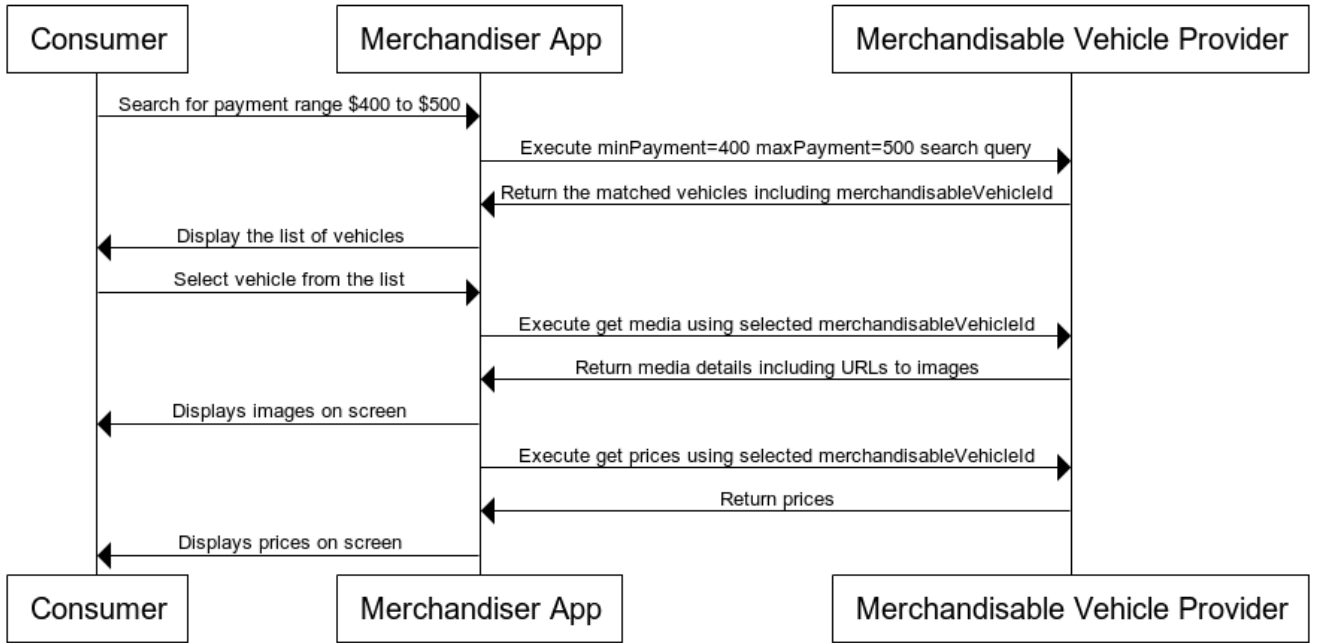 Consumer
Merchandiser App
Merchandisable Vehicle Provider
Search for payment range $400 to $500
Execute minPayment=400 maxPayment=500 search query
Return the matched vehicles including merchandisableVehicleId
Display the list of vehicles
Select vehicle from the list
Execute get media using selected merchandisableVehicleId
Return media details including URLs to images
Displays images on screen
Execute get prices using selected merchandisableVehicleId
Return prices
Displays prices on screen
Consumer
Merchandiser App
Merchandisable Vehicle Provider